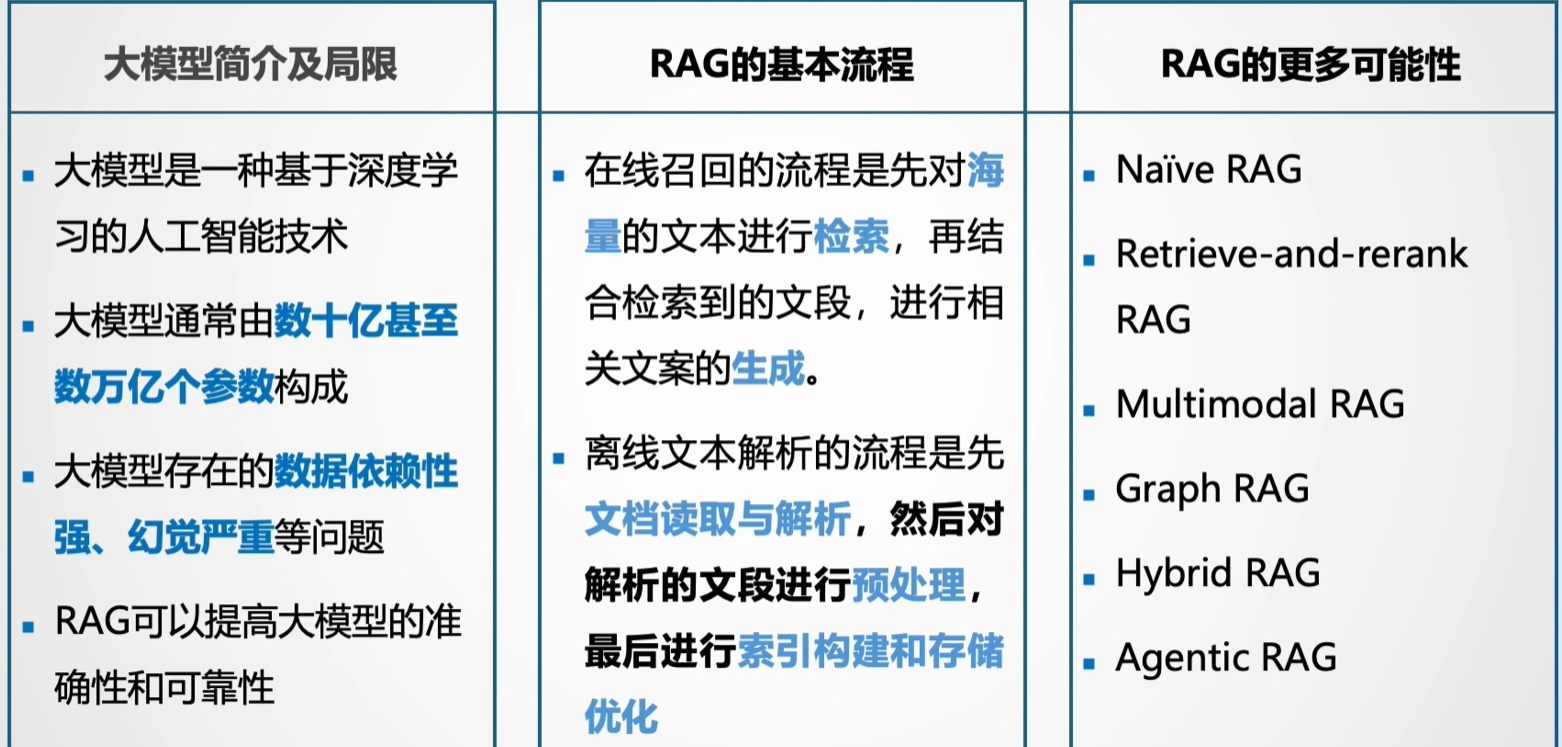 大模型简介及局限
大模型是一种基于深度学
习的人工智能技术
大模型通常由数十亿甚至
数万亿个参数构成
大模型存在的数据依赖性
强、幻觉严重等问题
RAG可以提高大模型的准
确性和可靠性
RAG的基本流程
在线召回的流程是先对海
量的文本进行检索，再结
合检索到的文段，进行相
关文案的生成。
离线文本解析的流程是先
文档读取与解析，然后对
解析的文段进行预处理，
最后进行索引构建和存储
优化
RAG的更多可能性
Naïve RAG
Retrieve-and-rerank
RAG
Multimodal RAG
Graph RAG
Hybrid RAG
Agentic RAG